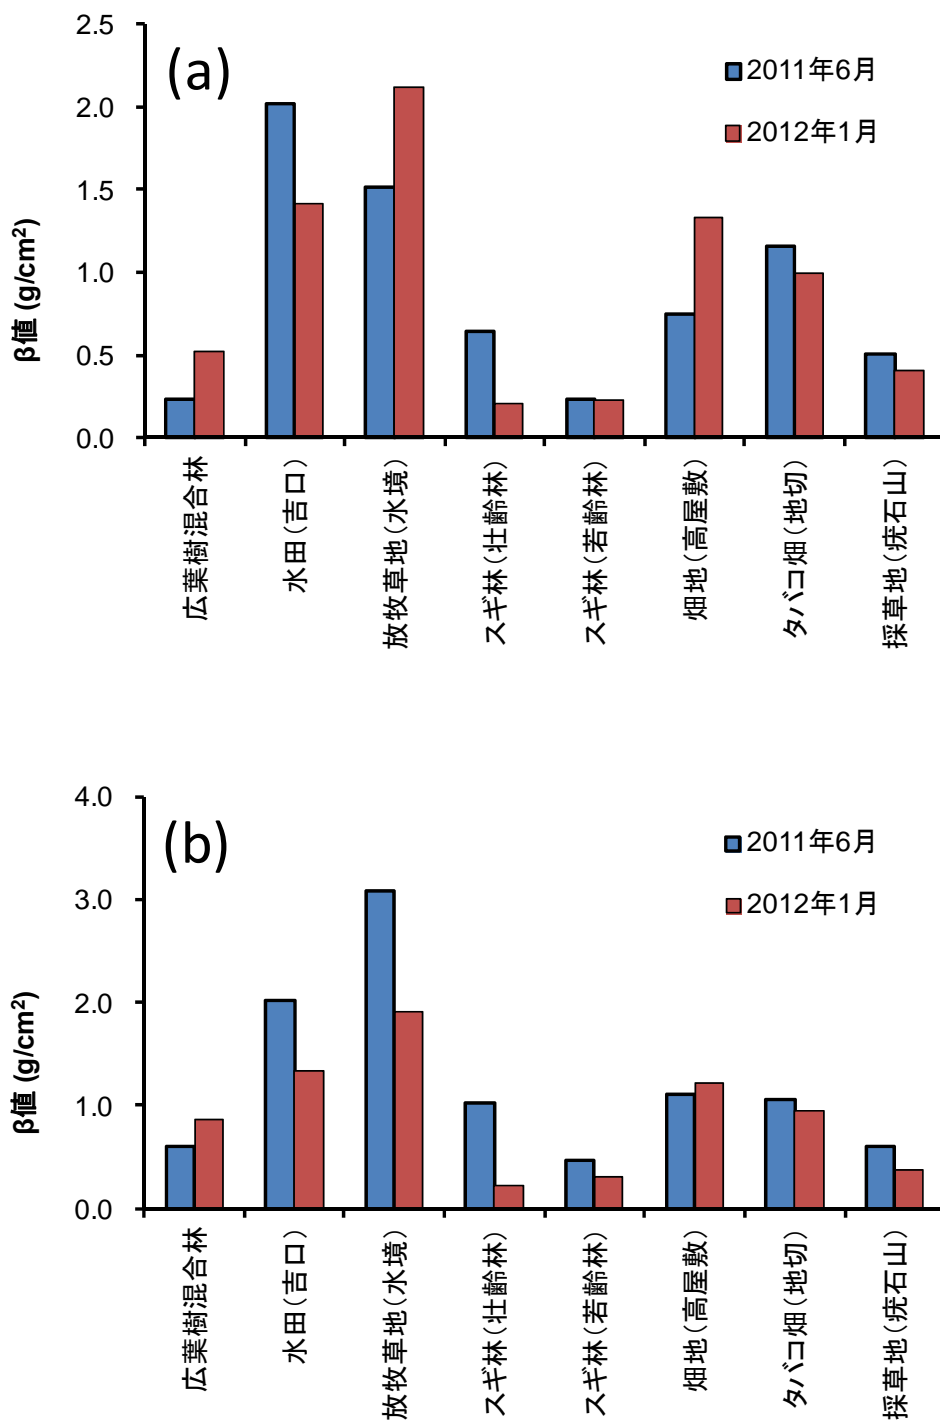 2.5
2.0
1.5
1.0
0.5
0.0
β値 (g/cm²)
(a)
2011年6月
2012年1月
広葉樹混合林
水田(吉口)
放牧草地(水境)
スギ林(壮齢林)
スギ林(若齢林)
畑地(高屋敷)
タバコ畑(地切)
採草地(疣石山)
4.0
3.0
2.0
1.0
0.0
β値 (g/cm²)
(b)
2011年6月
2012年1月
広葉樹混合林
水田(吉口)
放牧草地(水境)
スギ林(壮齢林)
スギ林(若齢林)
畑地(高屋敷)
タバコ畑(地切)
採草地(疣石山)